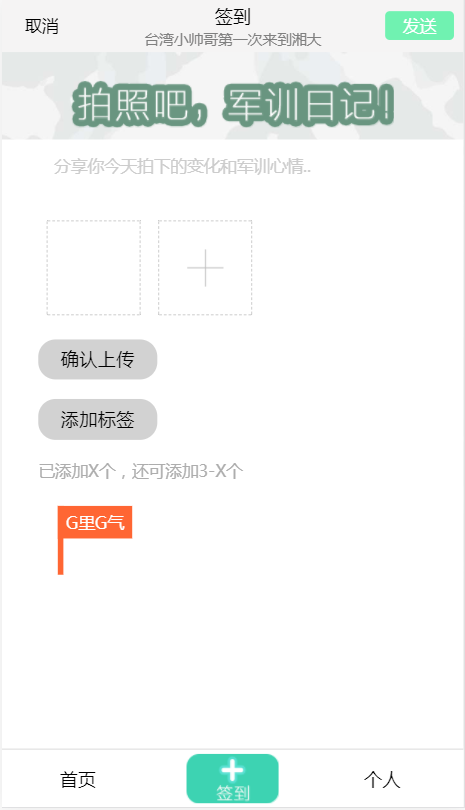 取消
签到
发送
台湾小帅哥第一次来到湘大
拍照吧，军训日记！
分享你今天拍下的变化和军训心情..
确认上传
添加标签
已添加X个，还可添加3-X个
G里G气
首页
签到
个人